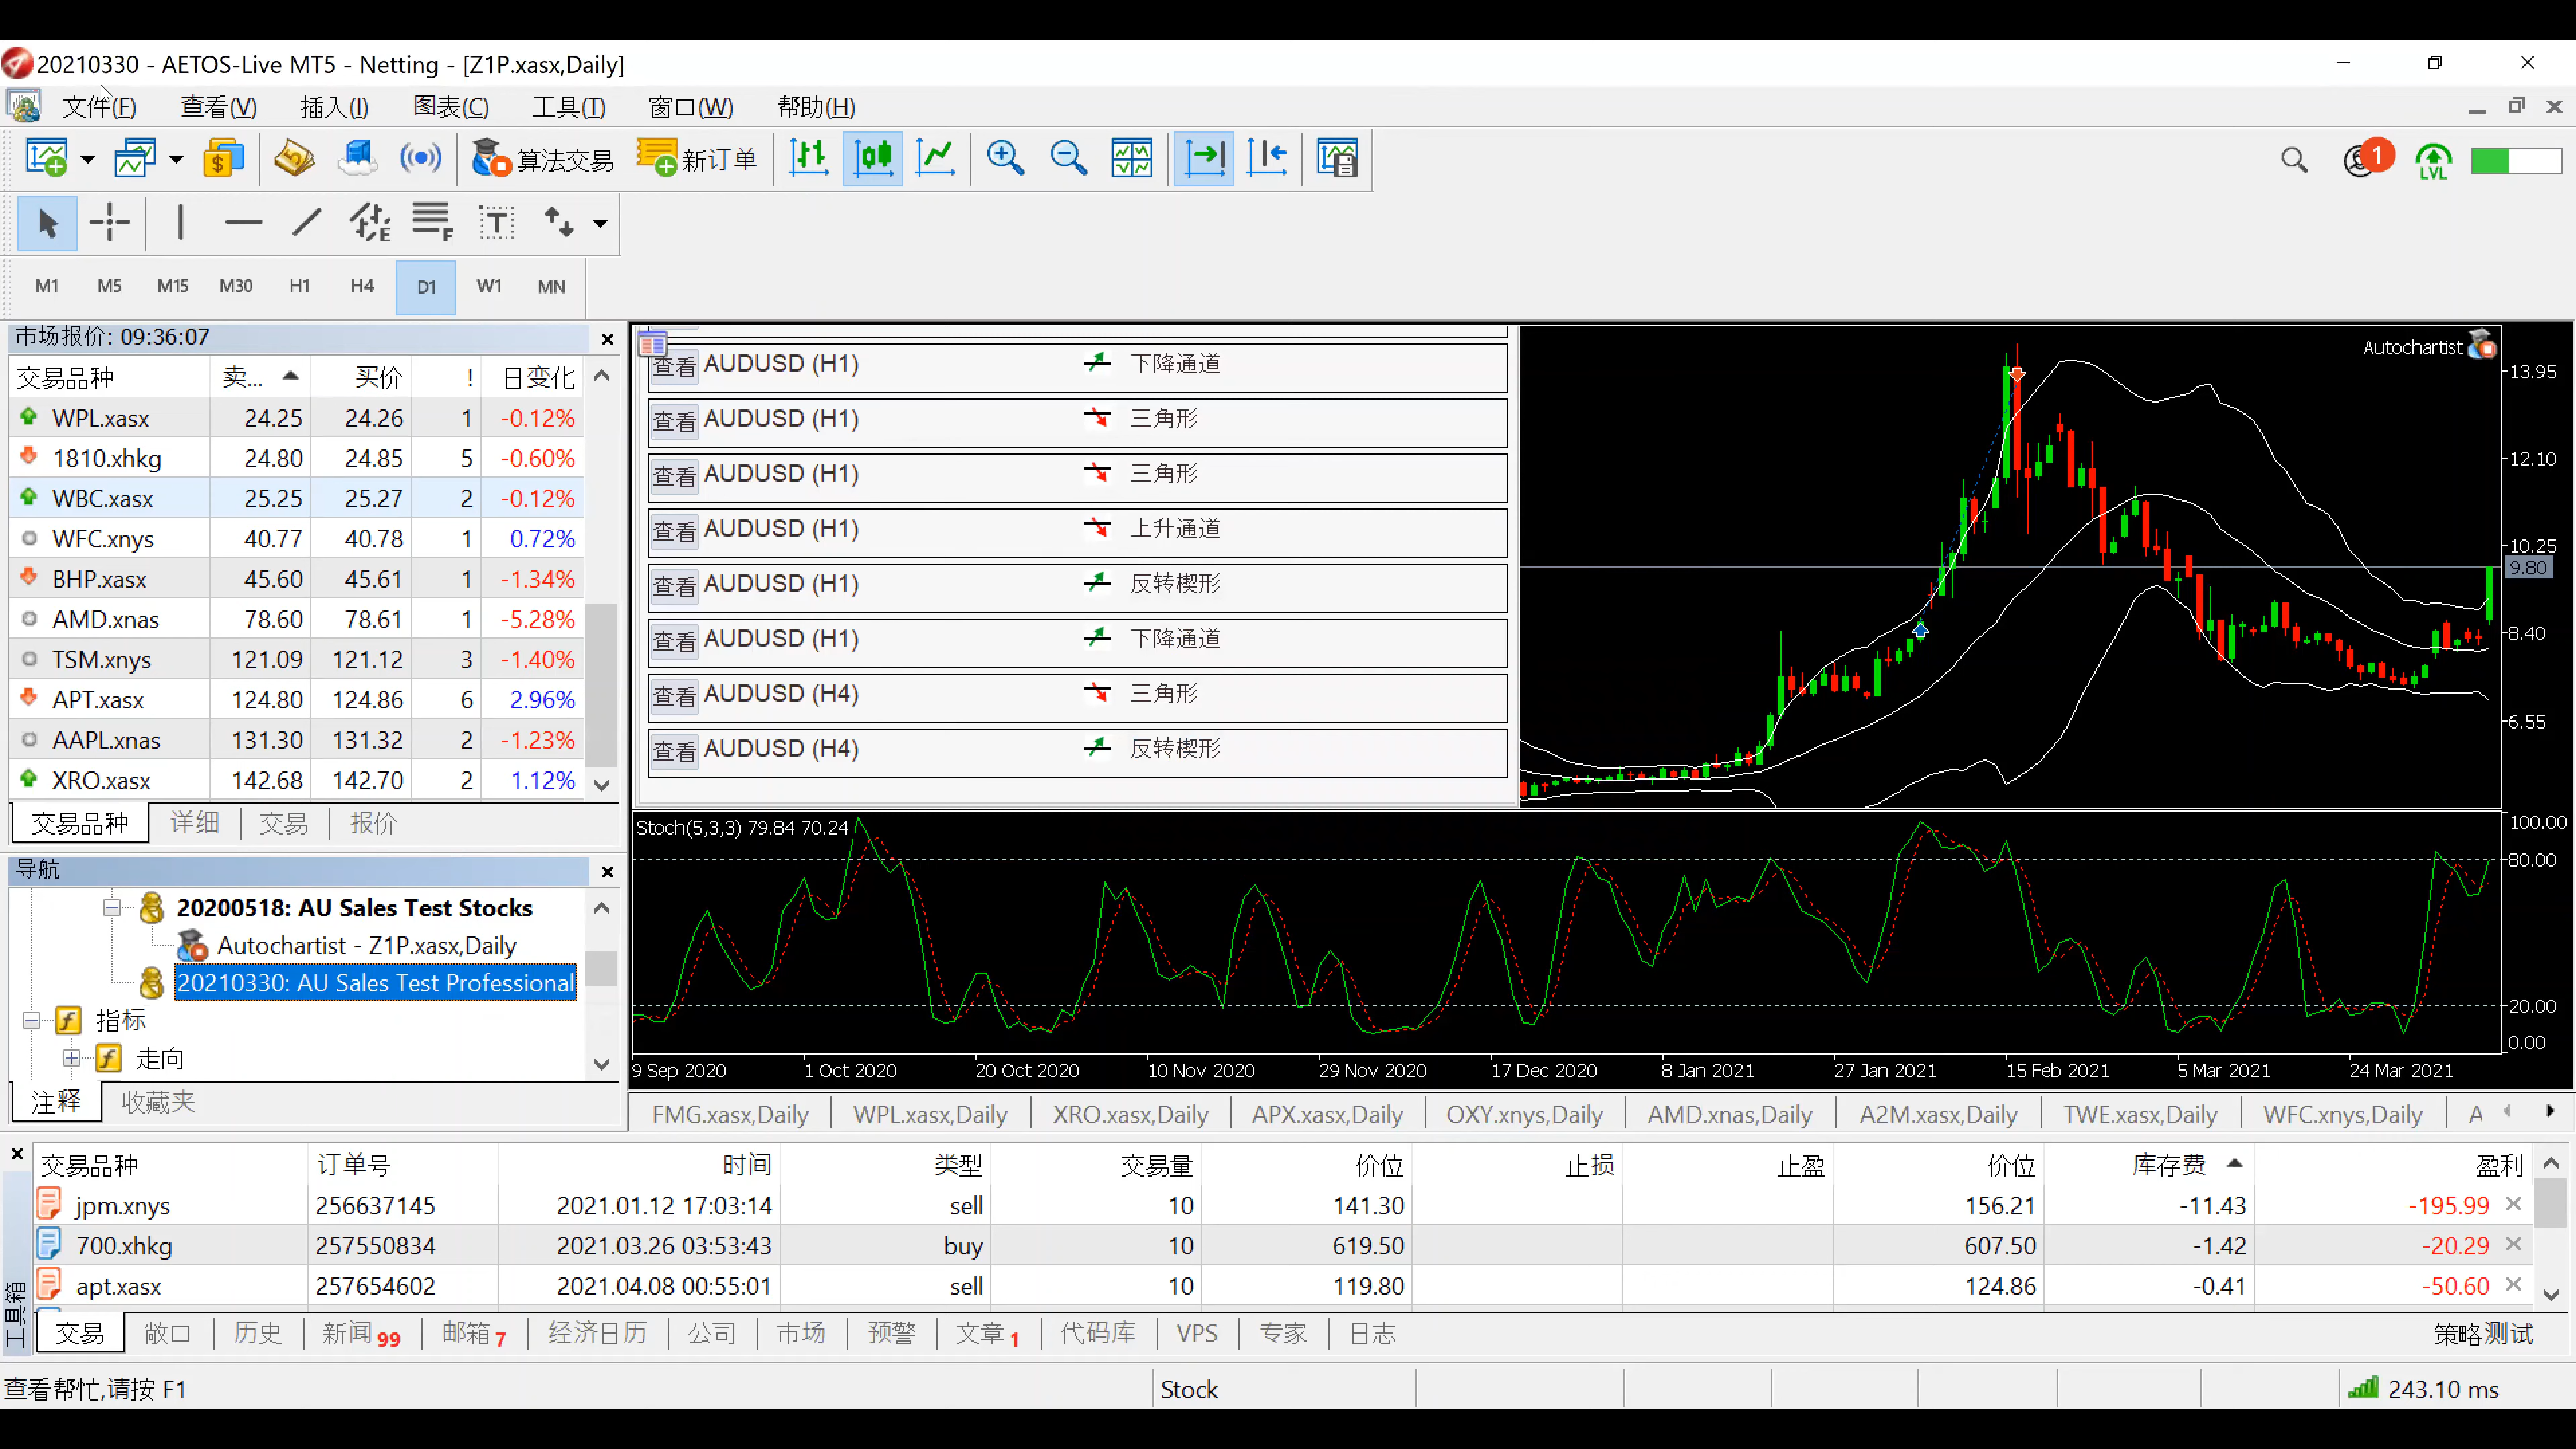 20210330 - AETOS-Live MT5 - Netting - [Z1P.xasx,Daily]
文件(F) 查看(V) 插入(I) 图表(C) 工具(T) 窗口(W) 帮助(H)
算法交易 新订单 1 LVL
E F T
M1 M5 M15 M30 H1 H4 D1 W1 MN
市场报价: 09:36:07
交易品种 卖... 买价 ! 日变化
WPL.xasx 24.25 24.26 1 -0.12%
1810.xhkg 24.80 24.85 5 -0.60%
WBC.xasx 25.25 25.27 2 -0.12%
WFC.xnys 40.77 40.78 1 0.72%
BHP.xasx 45.60 45.61 1 -1.34%
AMD.xnas 78.60 78.61 1 -5.28%
TSM.xnys 121.09 121.12 3 -1.40%
APT.xasx 124.80 124.86 6 2.96%
AAPL.xnas 131.30 131.32 2 -1.23%
XRO.xasx 142.68 142.70 2 1.12%
交易品种 详细 交易 报价
导航
20200518: AU Sales Test Stocks
Autochartist - Z1P.xasx,Daily
20210330: AU Sales Test Professional
指标
走向
注释 收藏夹
查看 AUDUSD (H1) 下降通道
查看 AUDUSD (H1) 三角形
查看 AUDUSD (H1) 三角形
查看 AUDUSD (H1) 上升通道
查看 AUDUSD (H1) 反转楔形
查看 AUDUSD (H1) 下降通道
查看 AUDUSD (H4) 三角形
查看 AUDUSD (H4) 反转楔形
Autochartist
13.95
12.10
10.25
9.80
8.40
6.55
Stoch(5,3,3) 79.84 70.24
100.00
80.00
20.00
0.00
9 Sep 2020 1 Oct 2020 20 Oct 2020 10 Nov 2020 29 Nov 2020 17 Dec 2020 8 Jan 2021 27 Jan 2021 15 Feb 2021 5 Mar 2021 24 Mar 2021
FMG.xasx,Daily WPL.xasx,Daily XRO.xasx,Daily APX.xasx,Daily OXY.xnys,Daily AMD.xnas,Daily A2M.xasx,Daily TWE.xasx,Daily WFC.xnys,Daily A
交易品种 订单号 时间 类型 交易量 价位 止损 止盈 价位 库存费 盈利
jpm.xnys 256637145 2021.01.12 17:03:14 sell 10 141.30 156.21 -11.43 -195.99
700.xhkg 257550834 2021.03.26 03:53:43 buy 10 619.50 607.50 -1.42 -20.29
apt.xasx 257654602 2021.04.08 00:55:01 sell 10 119.80 124.86 -0.41 -50.60
工具箱
交易 敞口 历史 新闻 99 邮箱 7 经济日历 公司 市场 预警 文章 1 代码库 VPS 专家 日志 策略测试
查看帮忙,请按 F1 Stock 243.10 ms